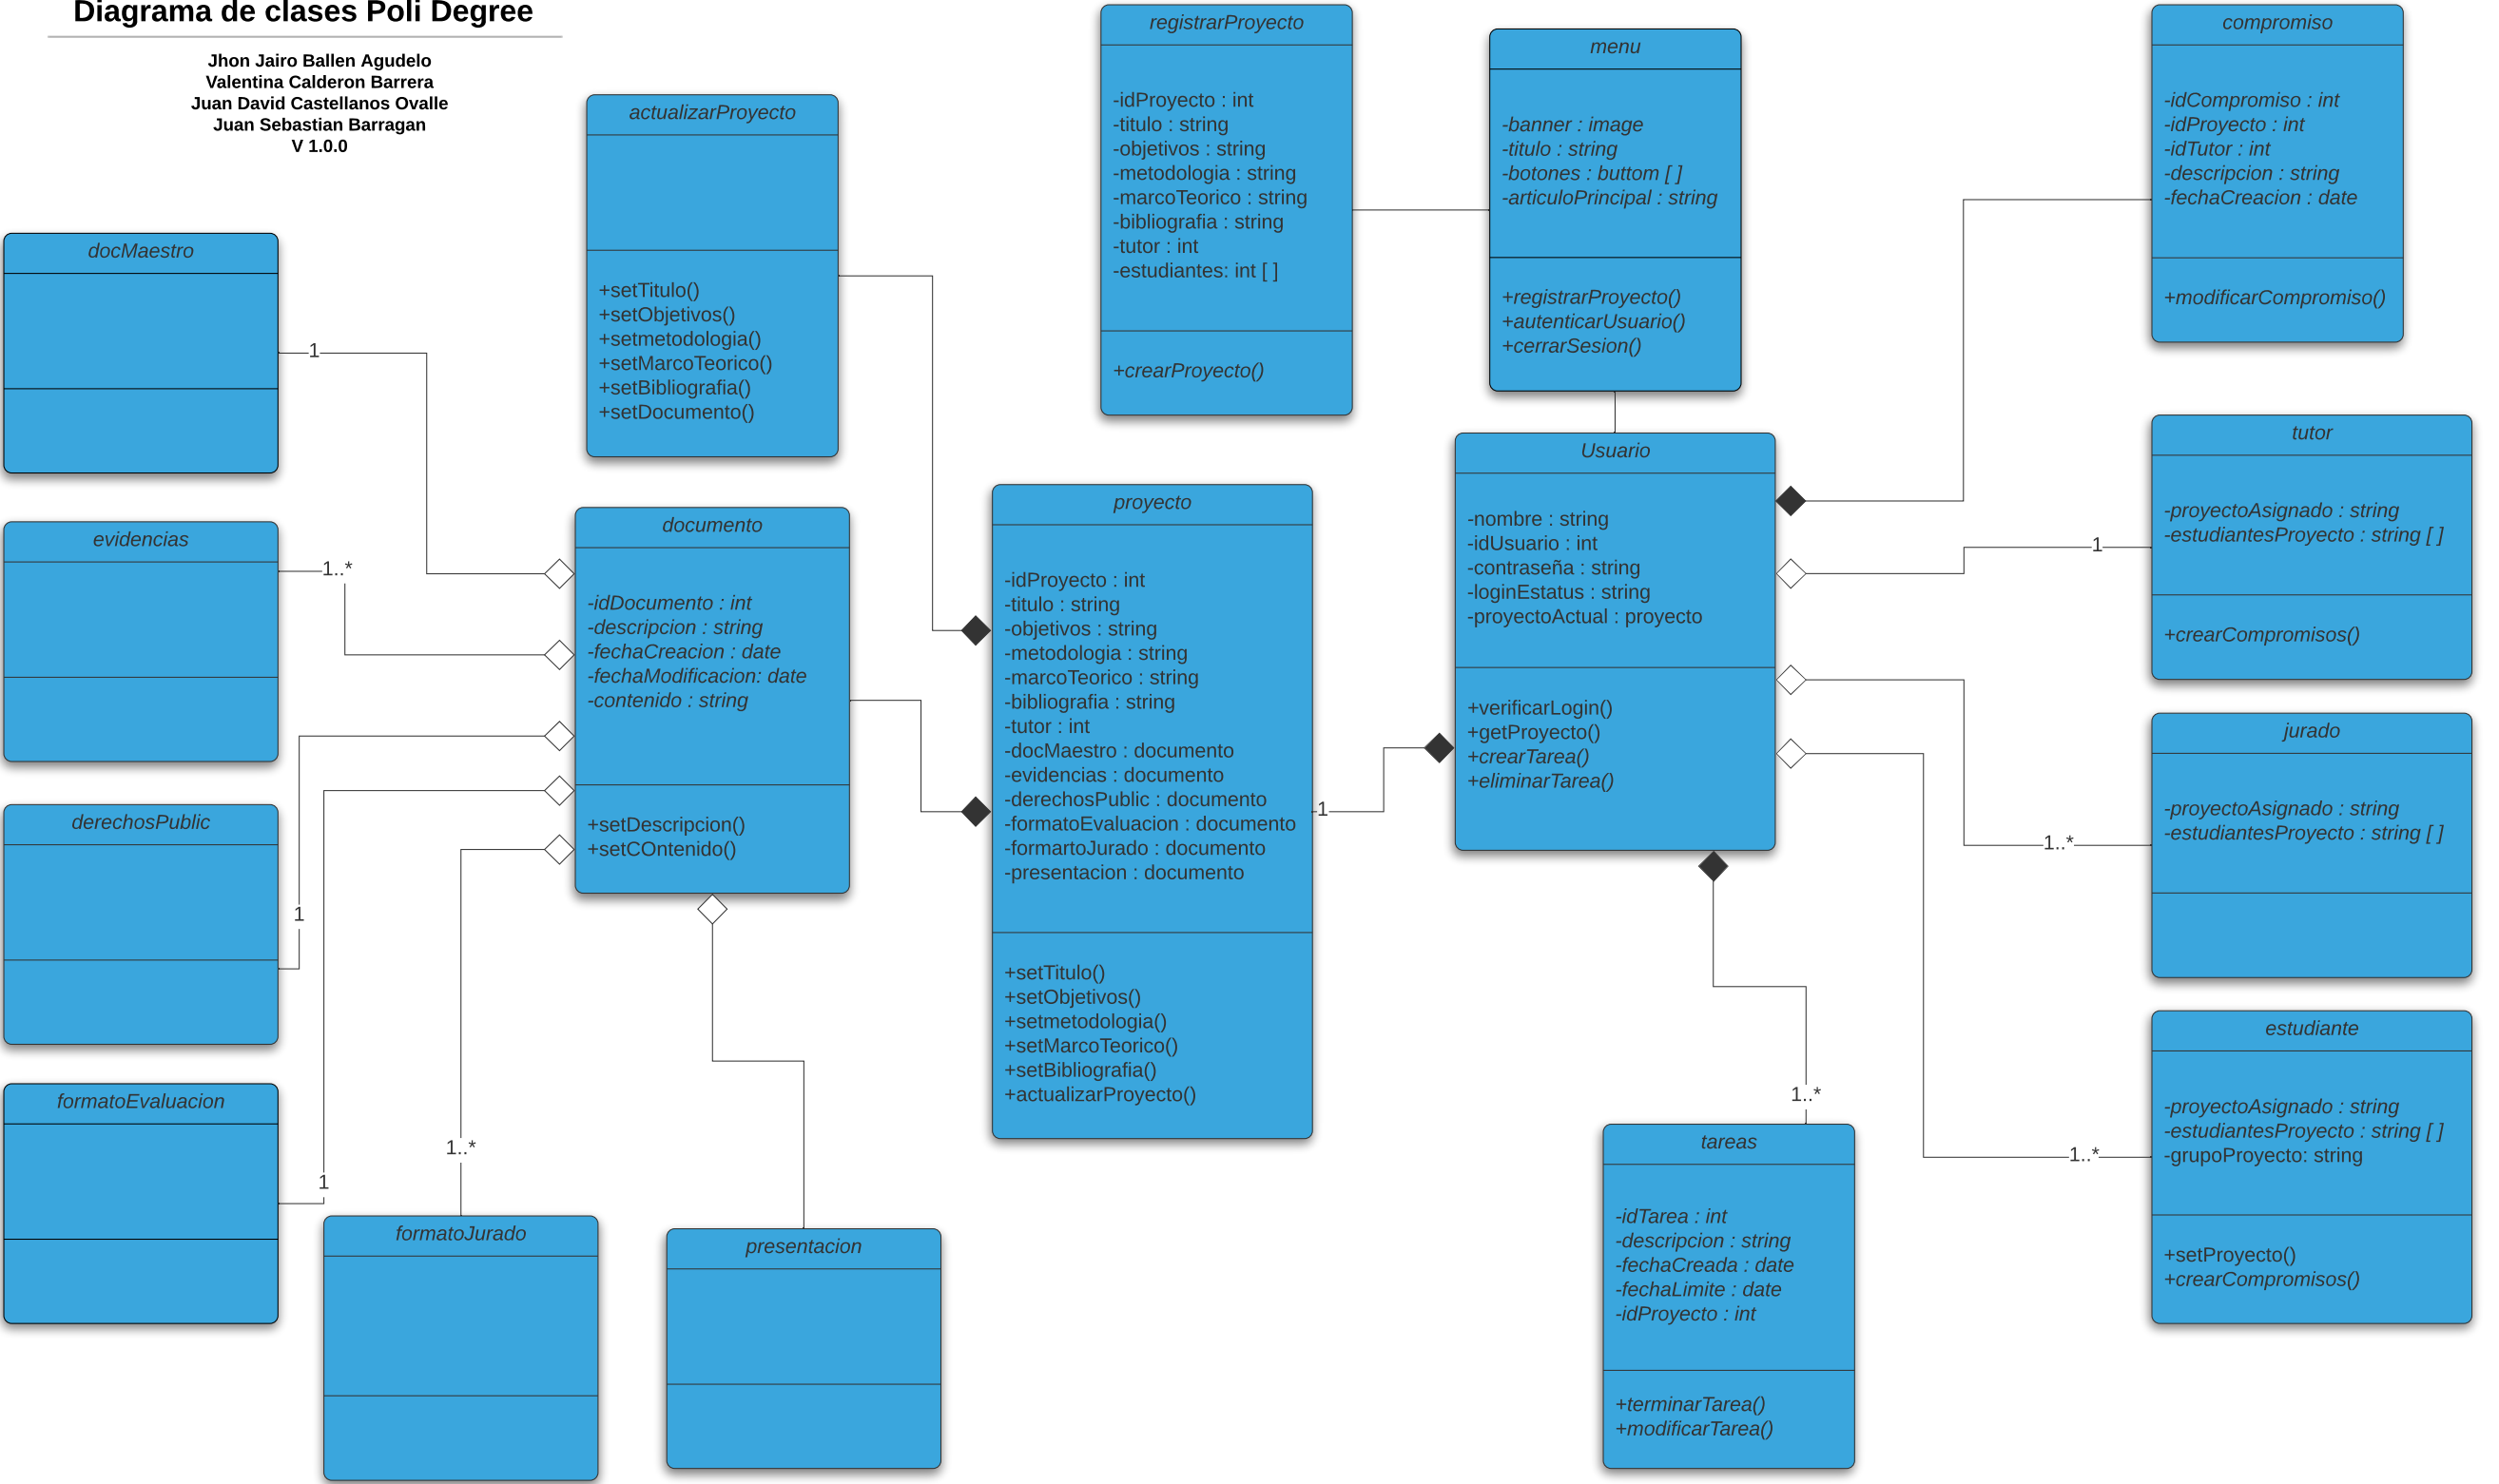 Diagrama de clases Poli Degree
Jhon Jairo Ballen Agudelo
Valentina Calderon Barrera
Juan David Castellanos Ovalle
Juan Sebastian Barragan
V 1.0.0
docMaestro
1
evidencias
1..*
derechosPublic
1
formatoEvaluacion
1
formatoJurado
1..*
presentacion
actualizarProyecto
+setTitulo()
+setObjetivos()
+setmetodologia()
+setMarcoTeorico()
+setBibliografia()
+setDocumento()
documento
-idDocumento : int
-descripcion : string
-fechaCreacion : date
-fechaModificacion: date
-contenido : string
+setDescripcion()
+setCOntenido()
registrarProyecto
-idProyecto : int
-titulo : string
-objetivos : string
-metodologia : string
-marcoTeorico : string
-bibliografia : string
-tutor : int
-estudiantes: int [ ]
+crearProyecto()
proyecto
-idProyecto : int
-titulo : string
-objetivos : string
-metodologia : string
-marcoTeorico : string
-bibliografia : string
-tutor : int
-docMaestro : documento
-evidencias : documento
-derechosPublic : documento
-formatoEvaluacion : documento
-formartoJurado : documento
-presentacion : documento
+setTitulo()
+setObjetivos()
+setmetodologia()
+setMarcoTeorico()
+setBibliografia()
+actualizarProyecto()
1
menu
-banner : image
-titulo : string
-botones : buttom [ ]
-articuloPrincipal : string
+registrarProyecto()
+autenticarUsuario()
+cerrarSesion()
Usuario
-nombre : string
-idUsuario : int
-contraseña : string
-loginEstatus : string
-proyectoActual : proyecto
+verificarLogin()
+getProyecto()
+crearTarea()
+eliminarTarea()
1..*
tareas
-idTarea : int
-descripcion : string
-fechaCreada : date
-fechaLimite : date
-idProyecto : int
+terminarTarea()
+modificarTarea()
compromiso
-idCompromiso : int
-idProyecto : int
-idTutor : int
-descripcion : string
-fechaCreacion : date
+modificarCompromiso()
tutor
1
-proyectoAsignado : string
-estudiantesProyecto : string [ ]
+crearCompromisos()
jurado
1..*
-proyectoAsignado : string
-estudiantesProyecto : string [ ]
estudiante
1..*
-proyectoAsignado : string
-estudiantesProyecto : string [ ]
-grupoProyecto: string
+setProyecto()
+crearCompromisos()